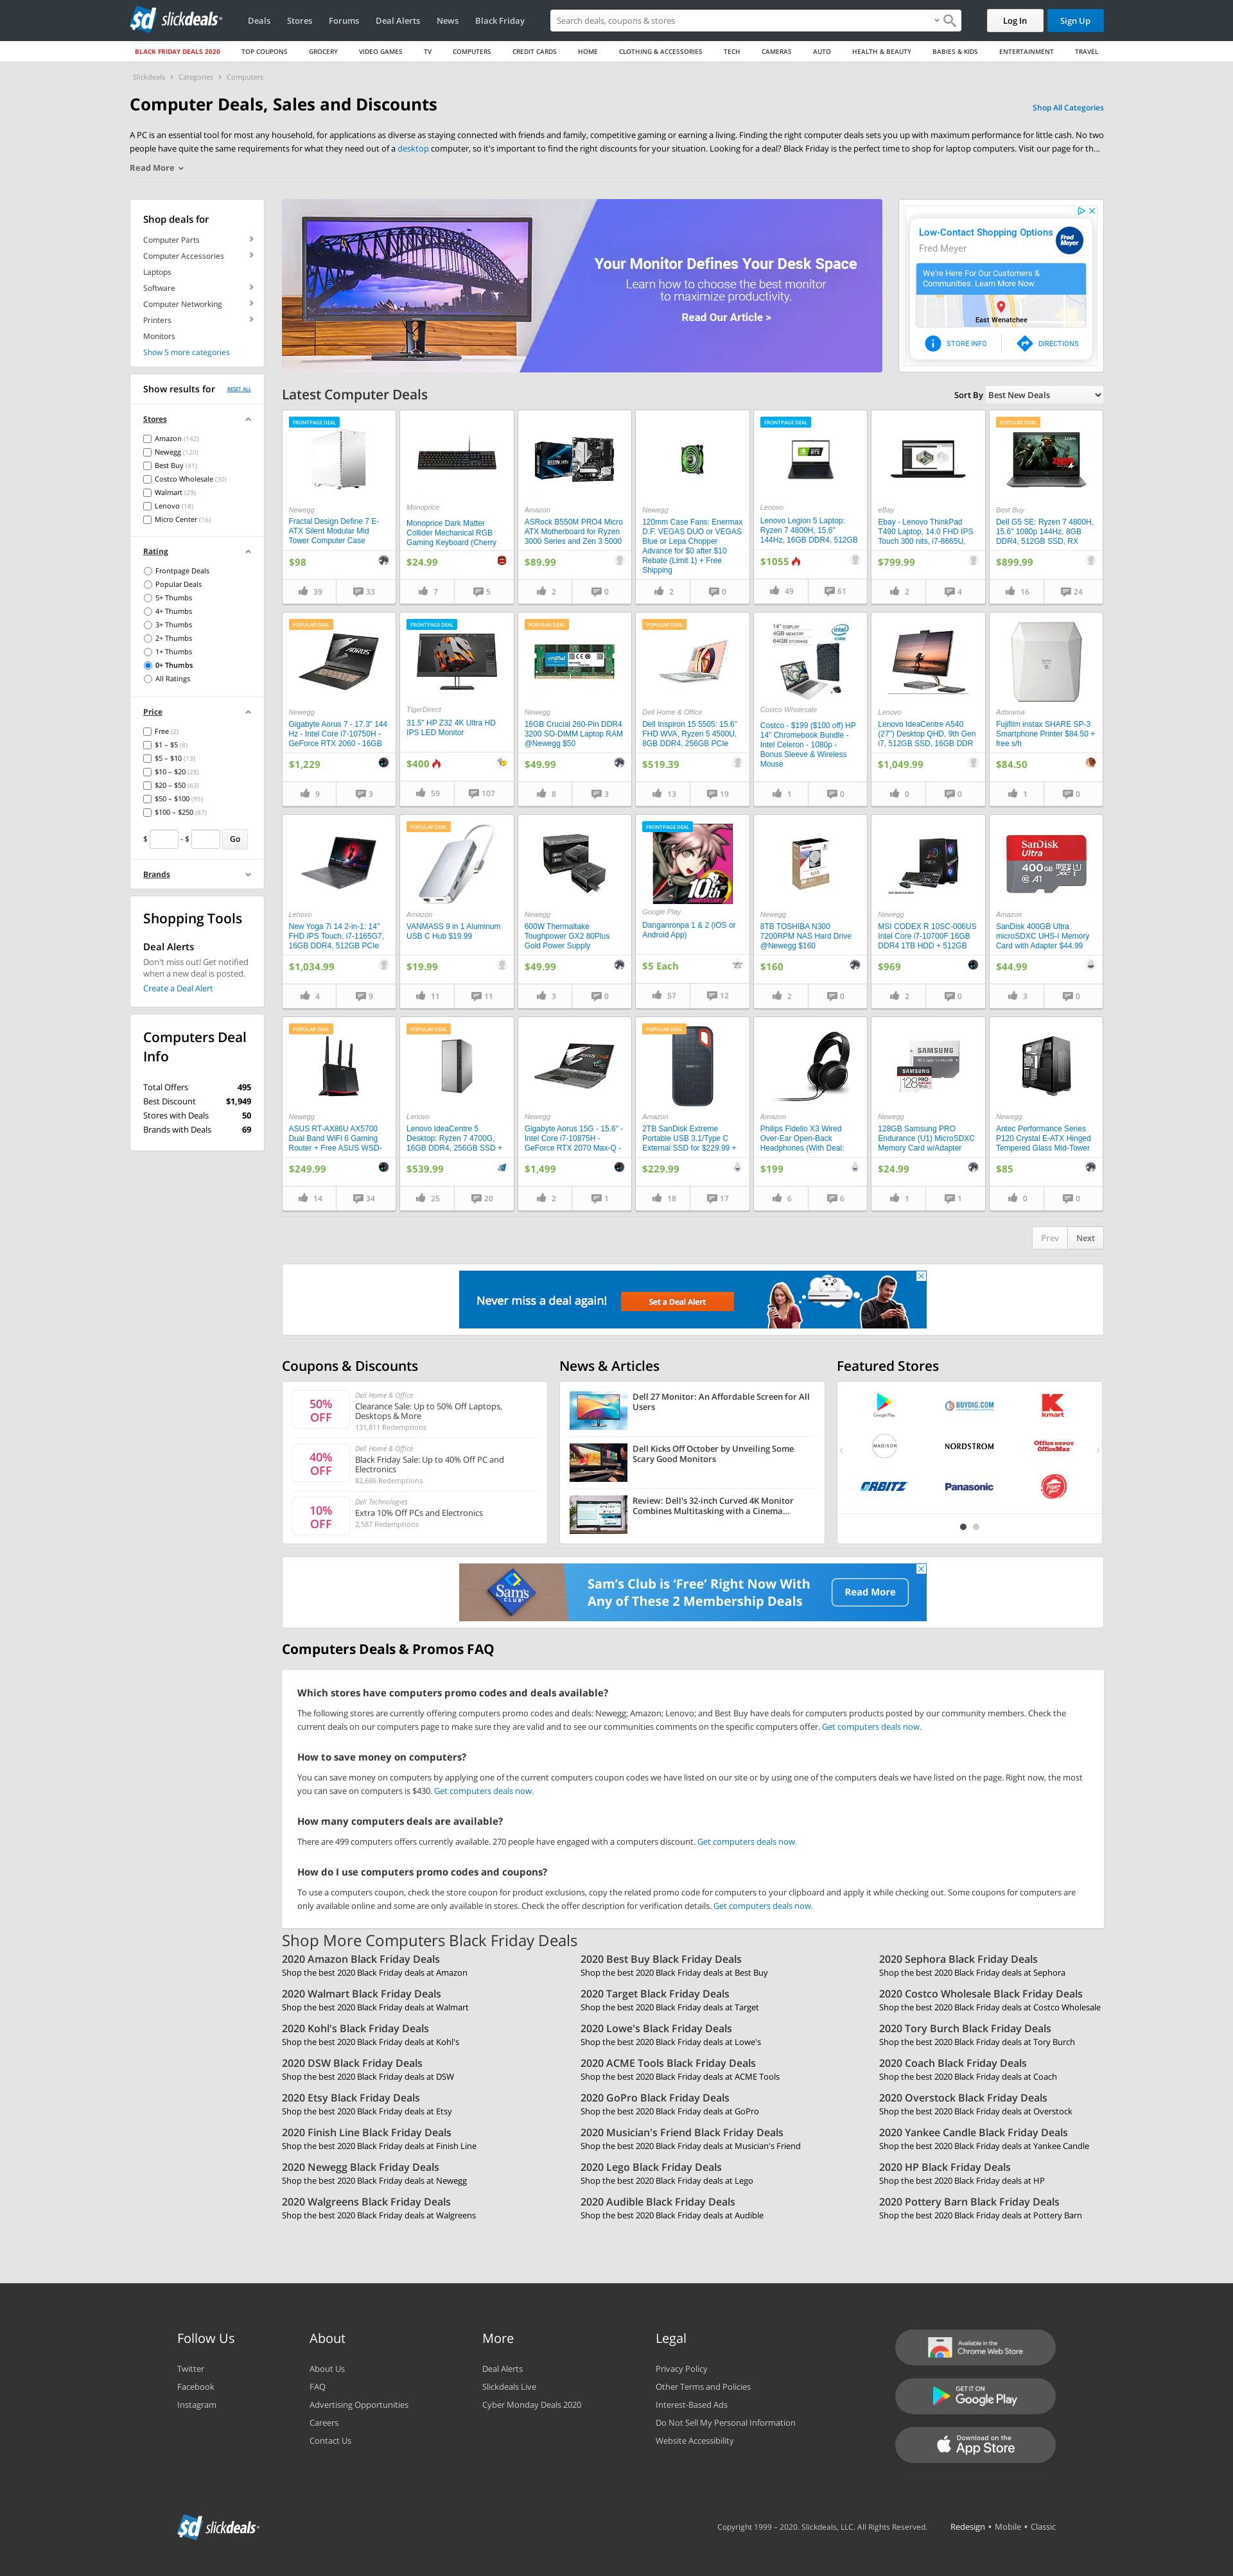 slickdeals
Deals
Stores
Forums
Deal Alerts
News
Black Friday
Search deals, coupons & stores
Log In
Sign Up
BLACK FRIDAY DEALS 2020
TOP COUPONS
GROCERY
VIDEO GAMES
TV
COMPUTERS
CREDIT CARDS
HOME
CLOTHING & ACCESSORIES
TECH
CAMERAS
AUTO
HEALTH & BEAUTY
BABIES & KIDS
ENTERTAINMENT
TRAVEL
Slickdeals > Categories > Computers
Computer Deals, Sales and Discounts
Shop All Categories
A PC is an essential tool for most any household, for applications as diverse as staying connected with friends and family, competitive gaming or earning a living. Finding the right computer deals sets you up with maximum performance for little cash. No two
people have quite the same requirements for what they need out of a desktop computer, so it's important to find the right discounts for your situation. Looking for a deal? Black Friday is the perfect time to shop for laptop computers. Visit our page for th...
Read More
Shop deals for
Computer Parts
Computer Accessories
Laptops
Software
Computer Networking
Printers
Monitors
Show 5 more categories
Show results for
RESET ALL
Stores
Amazon (142)
Newegg (120)
Best Buy (41)
Costco Wholesale (30)
Walmart (29)
Lenovo (18)
Micro Center (16)
Rating
Frontpage Deals
Popular Deals
5+ Thumbs
4+ Thumbs
3+ Thumbs
2+ Thumbs
1+ Thumbs
0+ Thumbs
All Ratings
Price
Free (2)
$1 – $5 (8)
$5 – $10 (13)
$10 – $20 (28)
$20 – $50 (63)
$50 – $100 (95)
$100 – $250 (87)
$ - $ Go
Brands
Shopping Tools
Deal Alerts
Don't miss out! Get notified
when a new deal is posted.
Create a Deal Alert
Computers Deal
Info
Total Offers 495
Best Discount $1,949
Stores with Deals 50
Brands with Deals 69
Your Monitor Defines Your Desk Space
Learn how to choose the best monitor
to maximize productivity.
Read Our Article >
Low-Contact Shopping Options
Fred Meyer
Fred Meyer
We're Here For Our Customers &
Communities. Learn More Now.
East Wenatchee
STORE INFO
DIRECTIONS
Latest Computer Deals
Sort By Best New Deals
FRONTPAGE DEAL
Newegg
Fractal Design Define 7 E-
ATX Silent Modular Mid
Tower Computer Case
$98
39
33
Monoprice
Monoprice Dark Matter
Collider Mechanical RGB
Gaming Keyboard (Cherry
$24.99
7
5
Amazon
ASRock B550M PRO4 Micro
ATX Motherboard for Ryzen
3000 Series and Zen 3 5000
$89.99
2
0
Newegg
120mm Case Fans: Enermax
D.F. VEGAS DUO or VEGAS
Blue or Lepa Chopper
Advance for $0 after $10
Rebate (Limit 1) + Free
Shipping
2
0
FRONTPAGE DEAL
Lenovo
Lenovo Legion 5 Laptop:
Ryzen 7 4800H, 15.6"
144Hz, 16GB DDR4, 512GB
$1055
49
61
eBay
Ebay - Lenovo ThinkPad
T490 Laptop, 14.0 FHD IPS
Touch 300 nits, i7-8665U,
$799.99
2
4
POPULAR DEAL
Best Buy
Dell G5 SE: Ryzen 7 4800H,
15.6" 1080p 144Hz, 8GB
DDR4, 512GB SSD, RX
$899.99
16
24
POPULAR DEAL
AORUS
Newegg
Gigabyte Aorus 7 - 17.3" 144
Hz - Intel Core i7-10750H -
GeForce RTX 2060 - 16GB
$1,229
9
3
FRONTPAGE DEAL
TigerDirect
31.5" HP Z32 4K Ultra HD
IPS LED Monitor
$400
59
107
POPULAR DEAL
Newegg
16GB Crucial 260-Pin DDR4
3200 SO-DIMM Laptop RAM
@Newegg $50
$49.99
8
3
POPULAR DEAL
Dell Home & Office
Dell Inspiron 15 5505: 15,6"
FHD WVA, Ryzen 5 4500U,
8GB DDR4, 256GB PCIe
$519.39
13
19
14" DISPLAY
4GB MEMORY
64GB STORAGE
intel
Costco Wholesale
Costco - $199 ($100 off) HP
14" Chromebook Bundle -
Intel Celeron - 1080p -
Bonus Sleeve & Wireless
Mouse
1
0
Lenovo
Lenovo IdeaCentre A540
(27") Desktop QHD, 9th Gen
i7, 512GB SSD, 16GB DDR
$1,049.99
0
0
Adorama
Fujifilm instax SHARE SP-3
Smartphone Printer $84.50 +
free s/h
$84.50
1
0
Lenovo
New Yoga 7i 14 2-in-1: 14"
FHD IPS Touch, i7-1165G7,
16GB DDR4, 512GB PCIe
$1,034.99
4
9
POPULAR DEAL
Amazon
VANMASS 9 in 1 Aluminum
USB C Hub $19.99
$19.99
11
11
Newegg
600W Thermaltake
Toughpower GX2 80Plus
Gold Power Supply
$49.99
3
0
FRONTPAGE DEAL
10th
ANNIVERSARY
Google Play
Danganronpa 1 & 2 (iOS or
Android App)
$5 Each
57
12
NAS
Newegg
8TB TOSHIBA N300
7200RPM NAS Hard Drive
@Newegg $160
$160
2
0
Newegg
MSI CODEX R 10SC-006US
Intel Core i7-10700F 16GB
DDR4 1TB HDD + 512GB
$969
2
0
SanDisk
Ultra
400GB
A1
Amazon
SanDisk 400GB Ultra
microSDXC UHS-I Memory
Card with Adapter $44.99
$44.99
3
0
POPULAR DEAL
Newegg
ASUS RT-AX86U AX5700
Dual Band WiFi 6 Gaming
Router + Free ASUS WSD-
$249.99
14
34
POPULAR DEAL
Lenovo
Lenovo IdeaCentre 5
Desktop: Ryzen 7 4700G,
16GB DDR4, 256GB SSD +
$539.99
25
20
Newegg
Gigabyte Aorus 15G - 15.6" -
Intel Core i7-10875H -
GeForce RTX 2070 Max-Q -
$1,499
2
1
POPULAR DEAL
Amazon
2TB SanDisk Extreme
Portable USB 3.1/Type C
External SSD for $229.99 +
$229.99
18
17
Amazon
Philips Fidelio X3 Wired
Over-Ear Open-Back
Headphones (With Deal:
$199
6
6
SAMSUNG
SAMSUNG
128
Newegg
128GB Samsung PRO
Endurance (U1) MicroSDXC
Memory Card w/Adapter
$24.99
1
1
Newegg
Antec Performance Series
P120 Crystal E-ATX Hinged
Tempered Glass Mid-Tower
$85
0
0
Prev
Next
Never miss a deal again!
Set a Deal Alert
Coupons & Discounts
50%
OFF
Dell Home & Office
Clearance Sale: Up to 50% Off Laptops,
Desktops & More
131,811 Redemptions
40%
OFF
Dell Home & Office
Black Friday Sale: Up to 40% Off PC and
Electronics
82,686 Redemptions
10%
OFF
Dell Technologies
Extra 10% Off PCs and Electronics
2,587 Redemptions
News & Articles
Dell 27 Monitor: An Affordable Screen for All
Users
Dell Kicks Off October by Unveiling Some
Scary Good Monitors
Review: Dell's 32-inch Curved 4K Monitor
Combines Multitasking with a Cinema...
Featured Stores
Google Play
BUYDIG.COM
kmart
MADISON
NORDSTROM
Office DEPOT
OfficeMax
ORBITZ
Panasonic
Pizza Hut
Sam's
CLUB
Sam's Club is 'Free' Right Now With
Any of These 2 Membership Deals
Read More
Computers Deals & Promos FAQ
Which stores have computers promo codes and deals available?
The following stores are currently offering computers promo codes and deals: Newegg; Amazon; Lenovo; and Best Buy have deals for computers products posted by our community members. Check the
current deals on our computers page to make sure they are valid and to see our communities comments on the specific computers offer. Get computers deals now.
How to save money on computers?
You can save money on computers by applying one of the current computers coupon codes we have listed on our site or by using one of the computers deals we have listed on the page. Right now, the most
you can save on computers is $430. Get computers deals now.
How many computers deals are available?
There are 499 computers offers currently available. 270 people have engaged with a computers discount. Get computers deals now.
How do I use computers promo codes and coupons?
To use a computers coupon, check the store coupon for product exclusions, copy the related promo code for computers to your clipboard and apply it while checking out. Some coupons for computers are
only available online and some are only available in stores. Check the offer description for verification details. Get computers deals now.
Shop More Computers Black Friday Deals
2020 Amazon Black Friday Deals
Shop the best 2020 Black Friday deals at Amazon
2020 Best Buy Black Friday Deals
Shop the best 2020 Black Friday deals at Best Buy
2020 Sephora Black Friday Deals
Shop the best 2020 Black Friday deals at Sephora
2020 Walmart Black Friday Deals
Shop the best 2020 Black Friday deals at Walmart
2020 Target Black Friday Deals
Shop the best 2020 Black Friday deals at Target
2020 Costco Wholesale Black Friday Deals
Shop the best 2020 Black Friday deals at Costco Wholesale
2020 Kohl's Black Friday Deals
Shop the best 2020 Black Friday deals at Kohl's
2020 Lowe's Black Friday Deals
Shop the best 2020 Black Friday deals at Lowe's
2020 Tory Burch Black Friday Deals
Shop the best 2020 Black Friday deals at Tory Burch
2020 DSW Black Friday Deals
Shop the best 2020 Black Friday deals at DSW
2020 ACME Tools Black Friday Deals
Shop the best 2020 Black Friday deals at ACME Tools
2020 Coach Black Friday Deals
Shop the best 2020 Black Friday deals at Coach
2020 Etsy Black Friday Deals
Shop the best 2020 Black Friday deals at Etsy
2020 GoPro Black Friday Deals
Shop the best 2020 Black Friday deals at GoPro
2020 Overstock Black Friday Deals
Shop the best 2020 Black Friday deals at Overstock
2020 Finish Line Black Friday Deals
Shop the best 2020 Black Friday deals at Finish Line
2020 Musician's Friend Black Friday Deals
Shop the best 2020 Black Friday deals at Musician's Friend
2020 Yankee Candle Black Friday Deals
Shop the best 2020 Black Friday deals at Yankee Candle
2020 Newegg Black Friday Deals
Shop the best 2020 Black Friday deals at Newegg
2020 Lego Black Friday Deals
Shop the best 2020 Black Friday deals at Lego
2020 HP Black Friday Deals
Shop the best 2020 Black Friday deals at HP
2020 Walgreens Black Friday Deals
Shop the best 2020 Black Friday deals at Walgreens
2020 Audible Black Friday Deals
Shop the best 2020 Black Friday deals at Audible
2020 Pottery Barn Black Friday Deals
Shop the best 2020 Black Friday deals at Pottery Barn
Follow Us
Twitter
Facebook
Instagram
About
About Us
FAQ
Advertising Opportunities
Careers
Contact Us
More
Deal Alerts
Slickdeals Live
Cyber Monday Deals 2020
Legal
Privacy Policy
Other Terms and Policies
Interest-Based Ads
Do Not Sell My Personal Information
Website Accessibility
Available in the
Chrome Web Store
GET IT ON
Google Play
Download on the
App Store
slickdeals
Copyright 1999 – 2020. Slickdeals, LLC. All Rights Reserved.
Redesign • Mobile • Classic